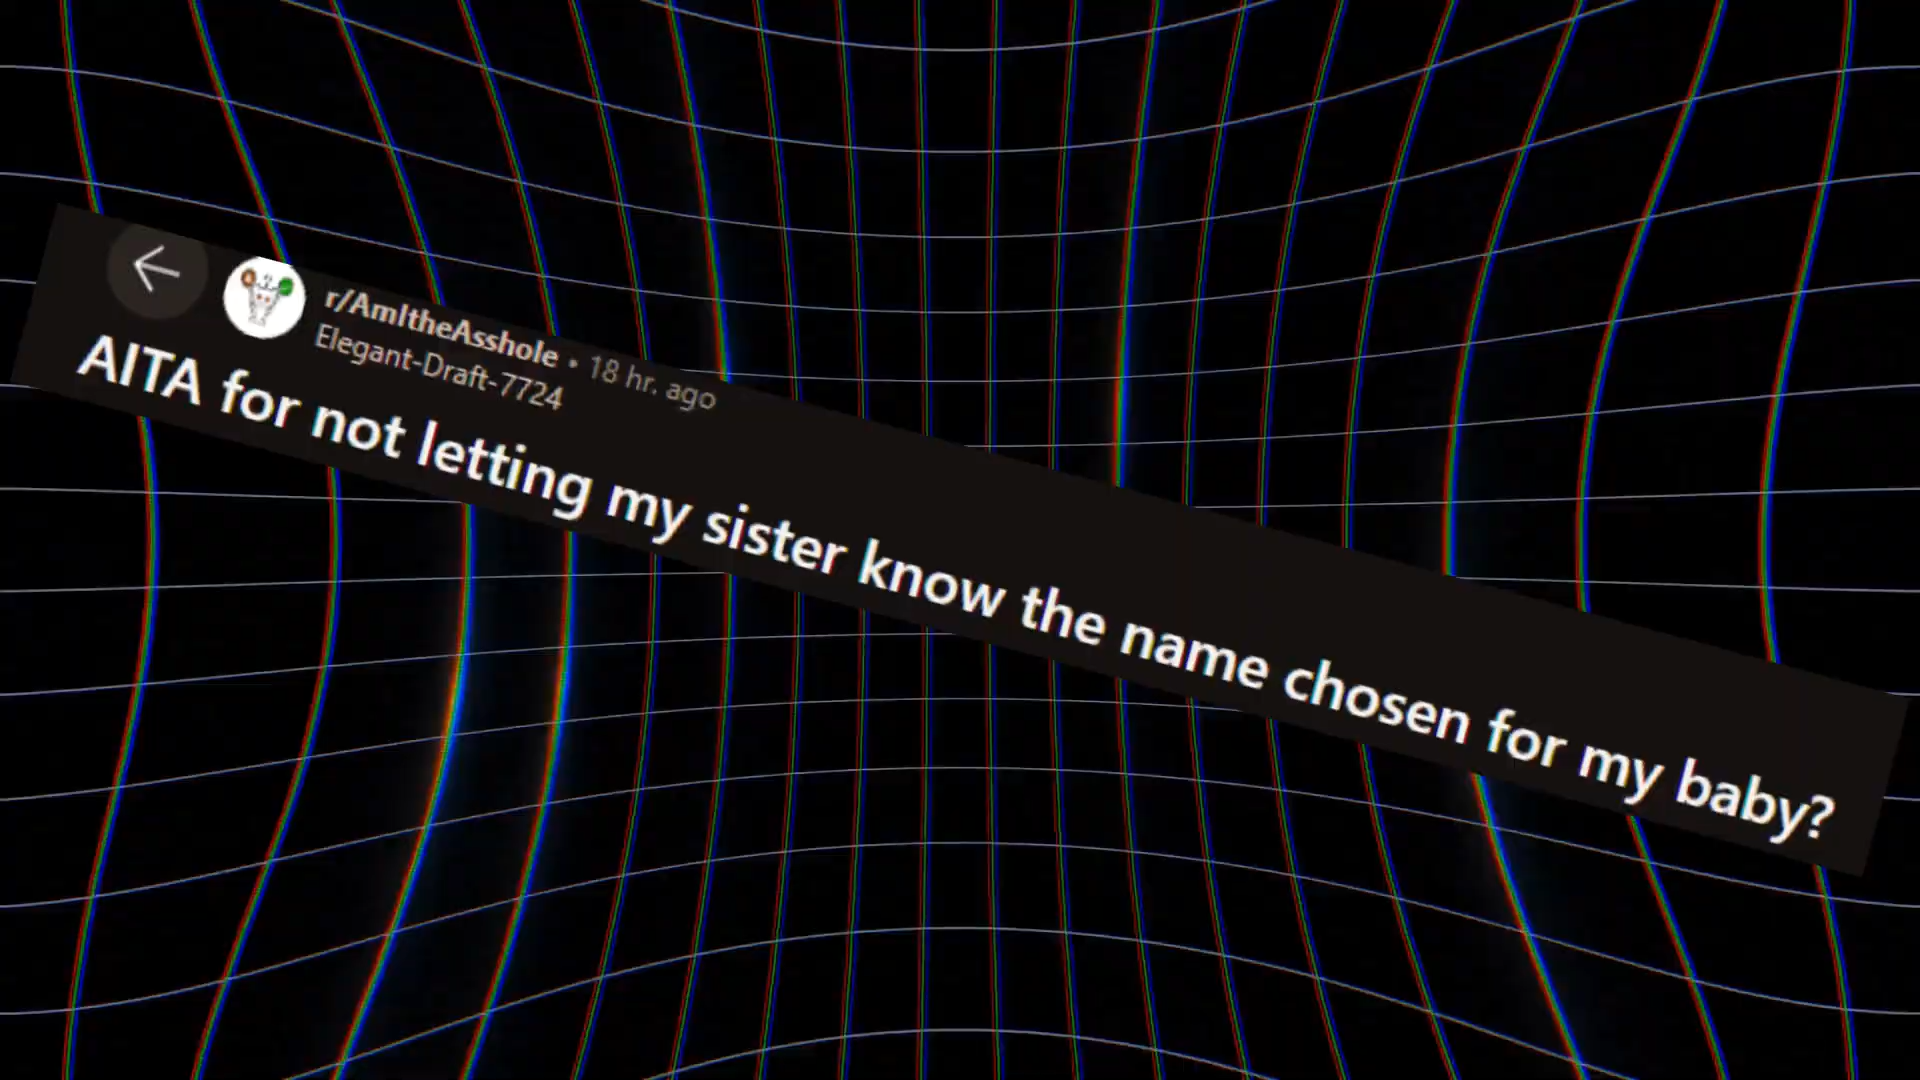 r/AmItheAsshole • 18 hr. ago
Elegant-Draft-7724
AITA for not letting my sister know the name chosen for my baby?